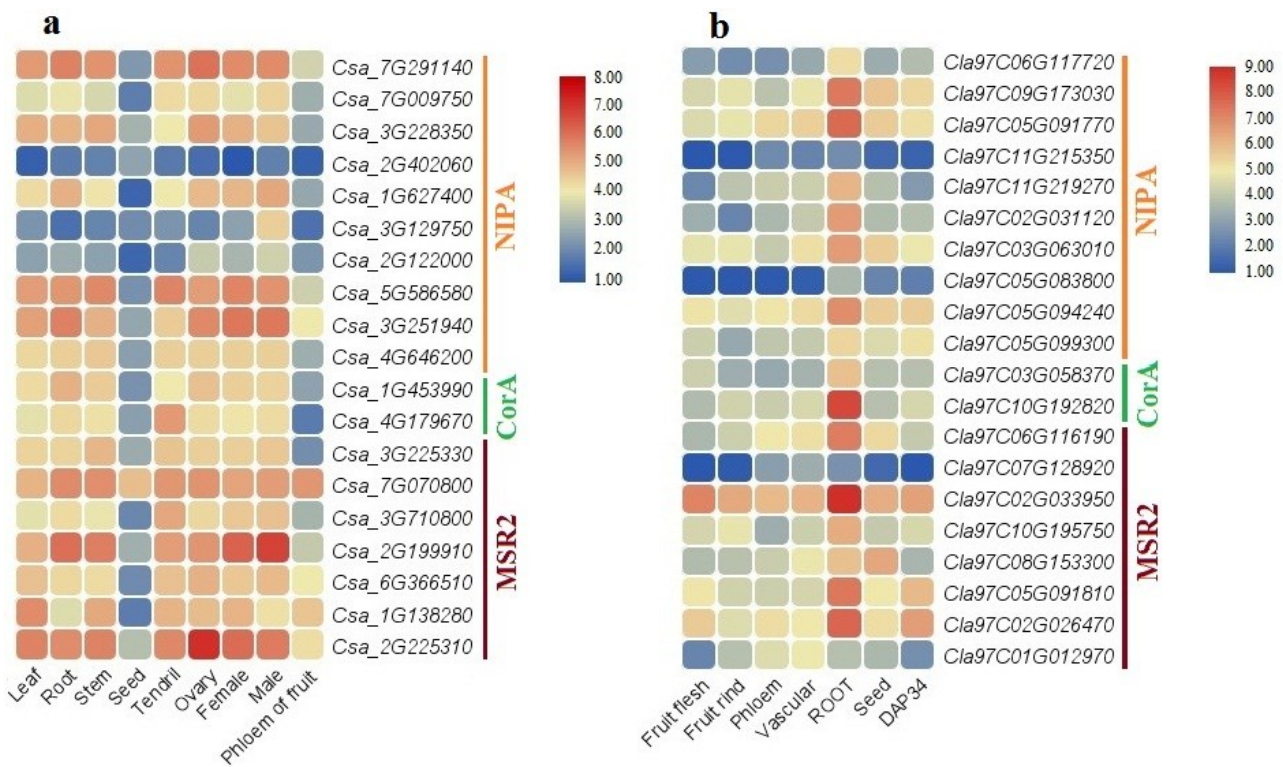 a
Csa_7G291140
Csa_7G009750
Csa_3G228350
Csa_2G402060
Csa_1G627400
Csa_3G129750
Csa_2G122000
Csa_5G586580
Csa_3G251940
Csa_4G646200
Csa_1G453990
Csa_4G179670
Csa_3G225330
Csa_7G070800
Csa_3G710800
Csa_2G199910
Csa_6G366510
Csa_1G138280
Csa_2G225310
NIPA
CorA
MSR2
8.00
7.00
6.00
5.00
4.00
3.00
2.00
1.00
Leaf
Root
Stem
Seed
Tendril
Ovary
Female
Male
Phloem of fruit
b
Cla97C06G117720
Cla97C09G173030
Cla97C05G091770
Cla97C11G215350
Cla97C11G219270
Cla97C02G031120
Cla97C03G063010
Cla97C05G083800
Cla97C05G094240
Cla97C05G099300
Cla97C03G058370
Cla97C10G192820
Cla97C06G116190
Cla97C07G128920
Cla97C02G033950
Cla97C10G195750
Cla97C08G153300
Cla97C05G091810
Cla97C02G026470
Cla97C01G012970
NIPA
CorA
MSR2
9.00
8.00
7.00
6.00
5.00
4.00
3.00
2.00
1.00
Fruit flesh
Fruit rind
Phloem
Vascular
ROOT
Seed
DAP34